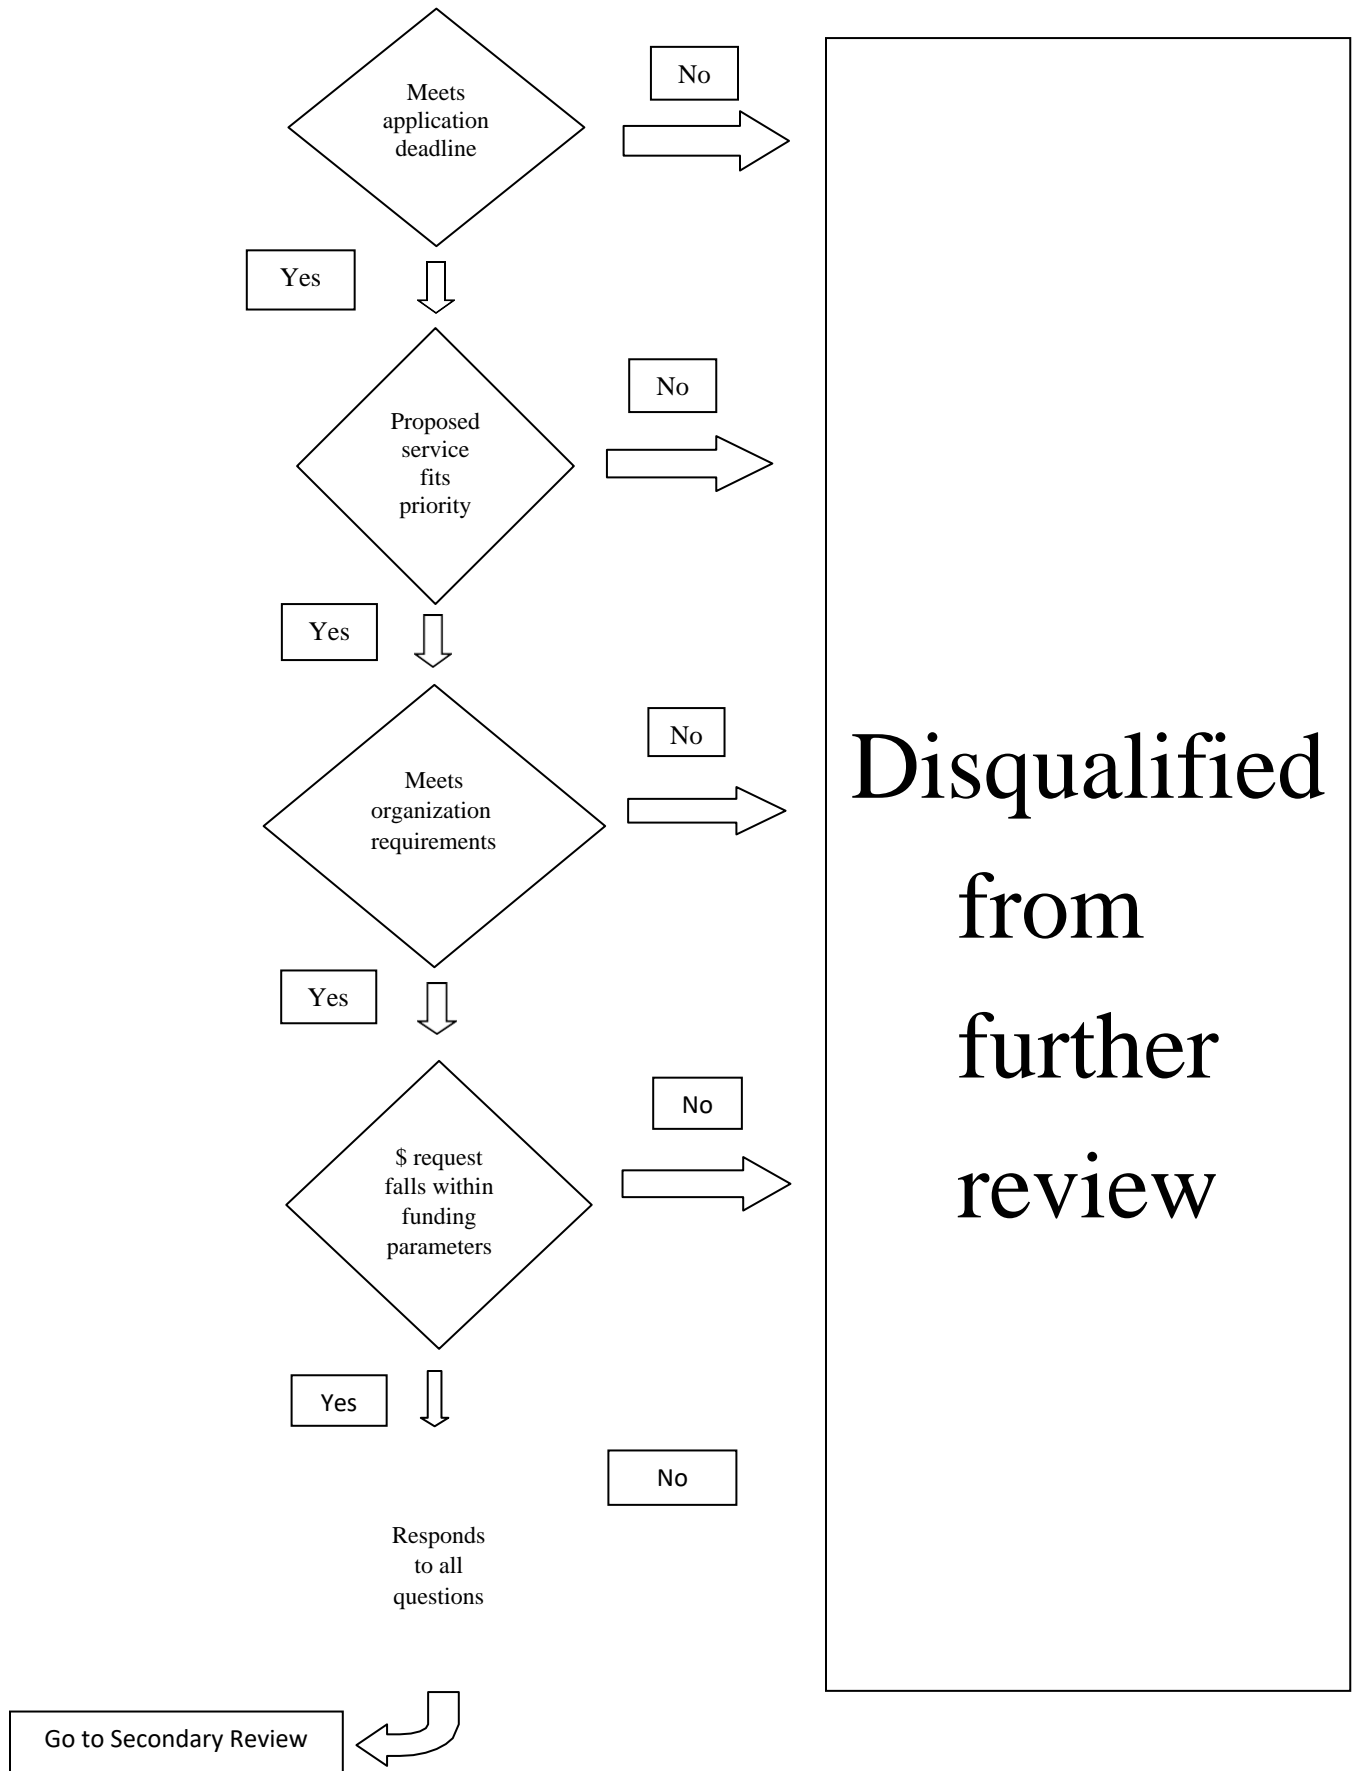 Meets
application
deadline
No
Yes
Proposed
service
fits
priority
No
Yes
Meets
organization
requirements
No
Yes
$ request
falls within
funding
parameters
No
Yes
Responds
to all
questions
No
Go to Secondary Review
Disqualified
from
further
review